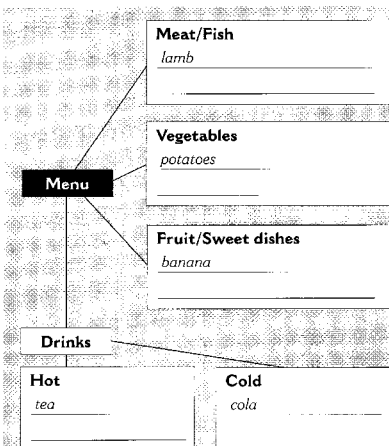 Meat/Fish
lamb
Vegetables
potatoes
Menu
Fruit/Sweet dishes
banana
Drinks
Hot
tea
Cold
cola